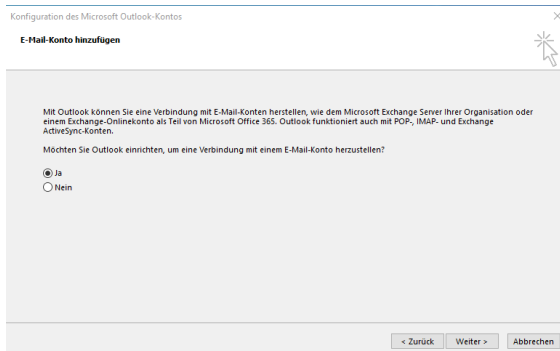 Konfiguration des Microsoft Outlook-Kontos
E-Mail-Konto hinzufügen
Mit Outlook können Sie eine Verbindung mit E-Mail-Konten herstellen, wie dem Microsoft Exchange Server Ihrer Organisation oder
einem Exchange-Onlinekonto als Teil von Microsoft Office 365. Outlook funktioniert auch mit POP-, IMAP- und Exchange
ActiveSync-Konten.
Möchten Sie Outlook einrichten, um eine Verbindung mit einem E-Mail-Konto herzustellen?
Ja
Nein
< Zurück Weiter > Abbrechen